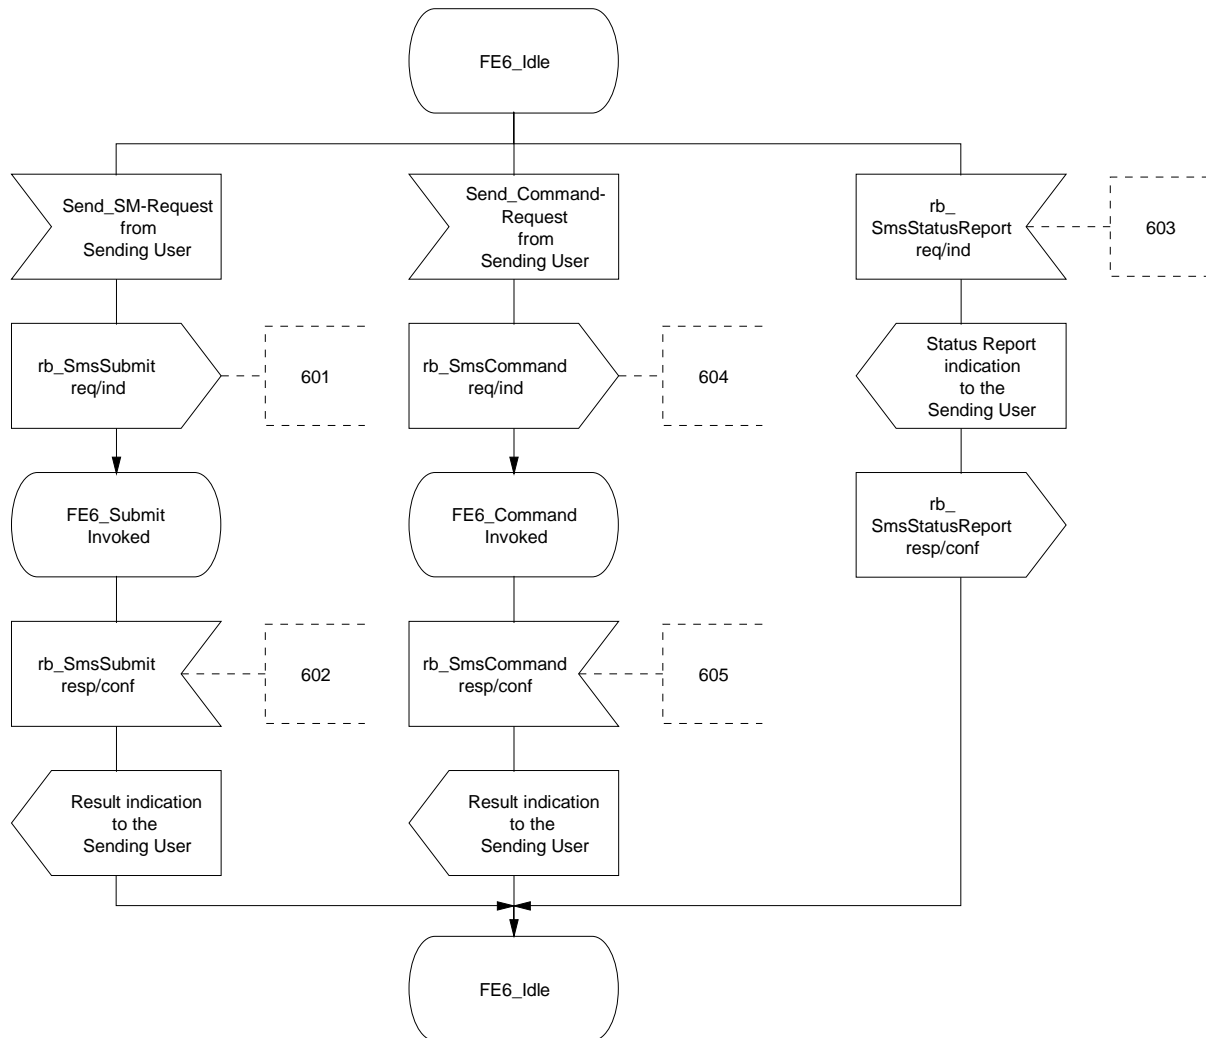 FE6_Idle
Send_SM-Request
from
Sending User
Send_Command-
Request
from
Sending User
rb_
SmsStatusReport
req/ind
603
rb_SmsSubmit
req/ind
601
rb_SmsCommand
req/ind
604
Status Report
indication
to the
Sending User
FE6_Submit
Invoked
FE6_Command
Invoked
rb_
SmsStatusReport
resp/conf
rb_SmsSubmit
resp/conf
602
rb_SmsCommand
resp/conf
605
Result indication
to the
Sending User
Result indication
to the
Sending User
FE6_Idle